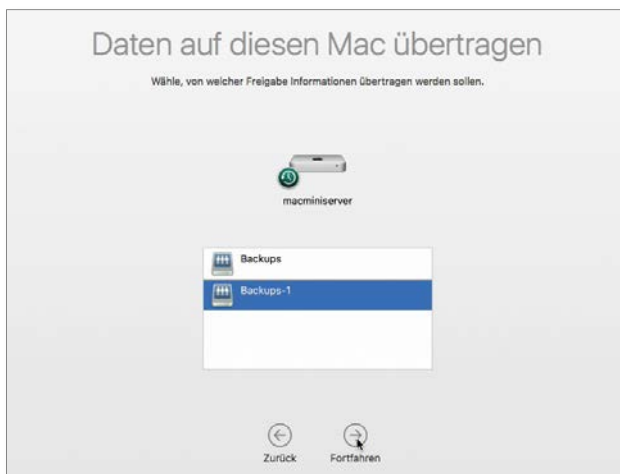 Daten auf diesen Mac übertragen
Wähle, von welcher Freigabe Informationen übertragen werden sollen.
macminiserver
Backups
Backups-1
Zurück Fortfahren